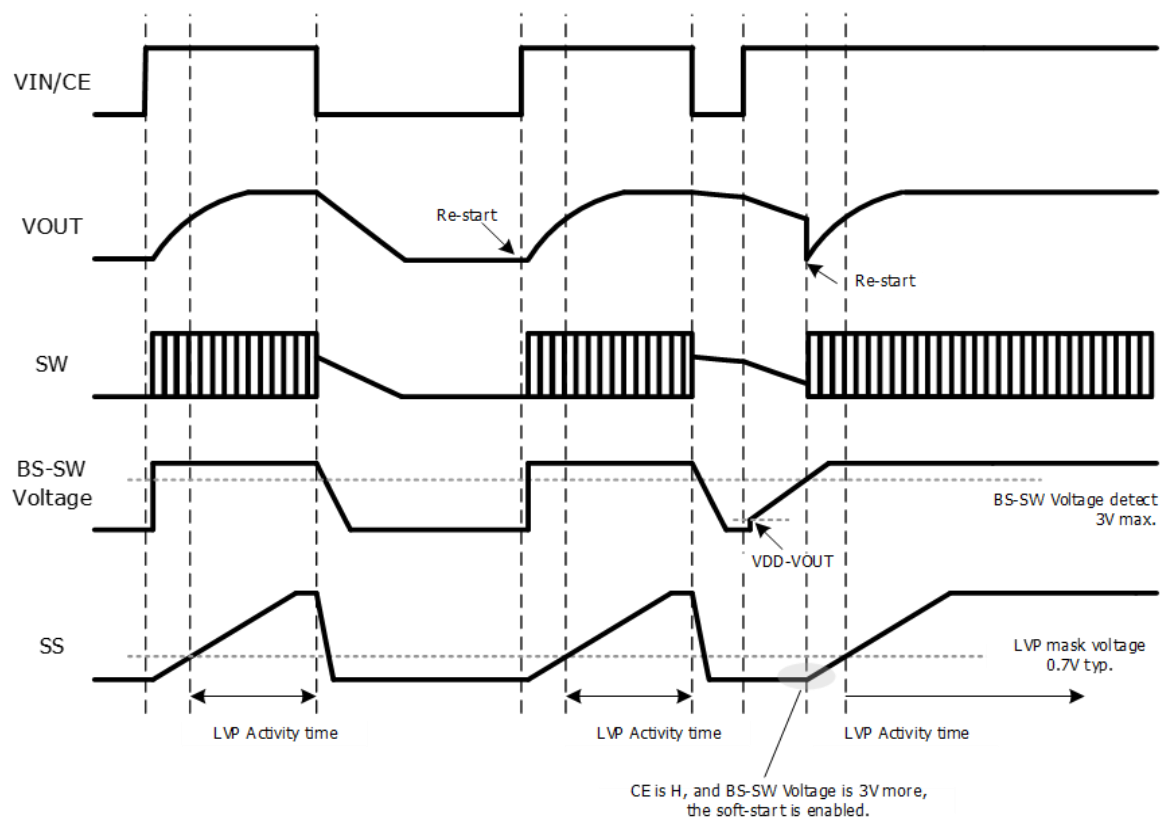 VIN/CE
VOUT
Re-start
Re-start
SW
BS-SW
Voltage
BS-SW Voltage detect
3V max.
VDD-VOUT
SS
LVP mask voltage
0.7V typ.
LVP Activity time
LVP Activity time
LVP Activity time
CE is H, and BS-SW Voltage is 3V more,
the soft-start is enabled.